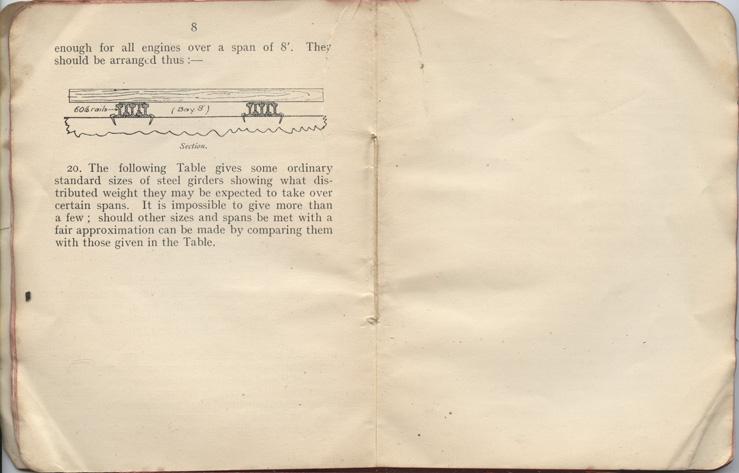 8
enough for all engines over a span of 8'. They
should be arranged thus :—
60lb rails
(Bay 8')
Section.
20. The following Table gives some ordinary
standard sizes of steel girders showing what dis-
tributed weight they may be expected to take over
certain spans. It is impossible to give more than
a few ; should other sizes and spans be met with a
fair approximation can be made by comparing them
with those given in the Table.